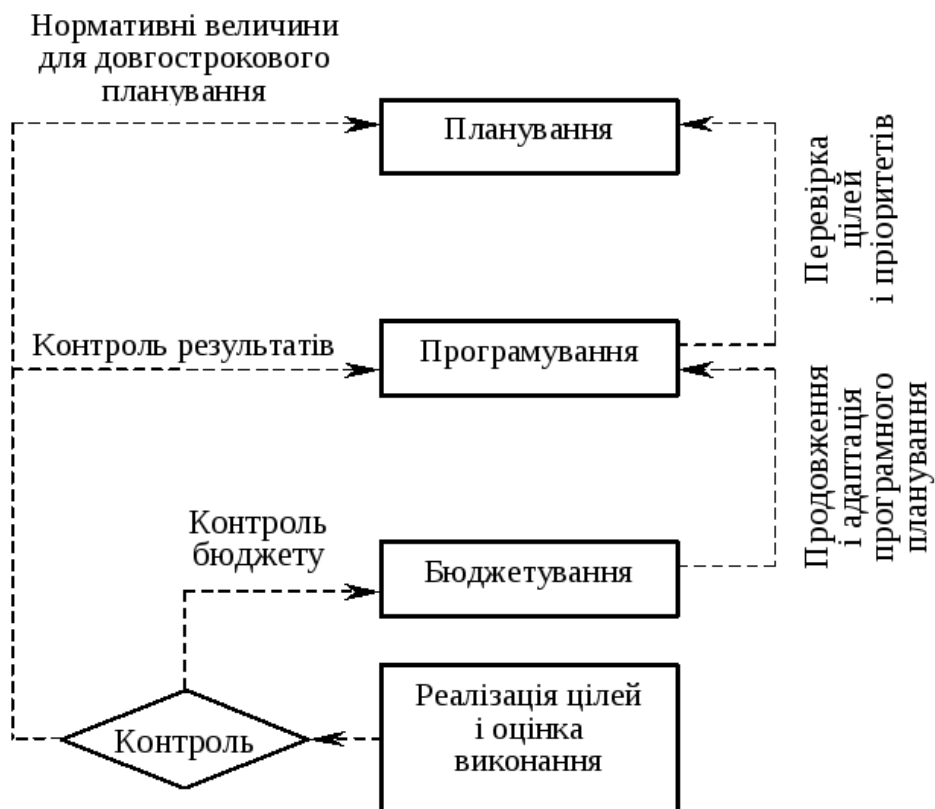 Нормативні величини
для довгострокового
планування
Планування
Перевірка
цілей
і пріоритетів
Контроль результатів
Програмування
Продовження
і адаптація
програмного
планування
Контроль
бюджету
Бюджетування
Реалізація цілей
і оцінка
виконання
Контроль